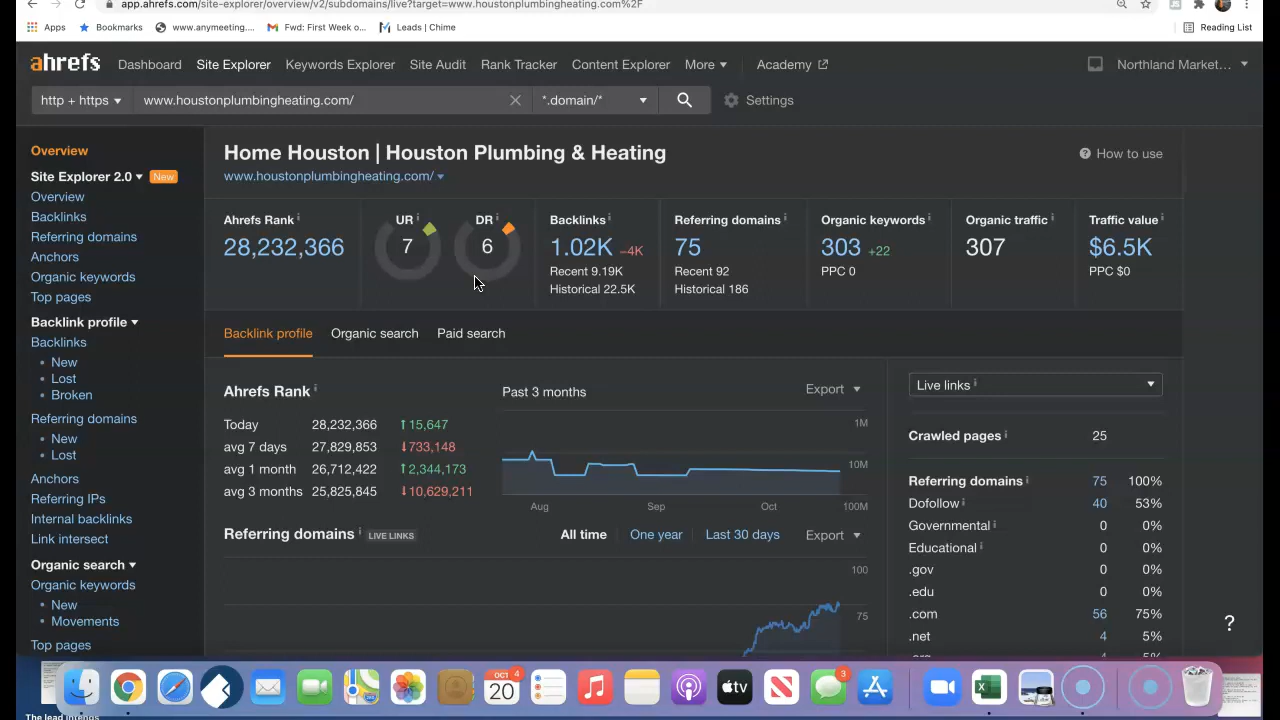 app.ahrefs.com/site-explorer/overview/v2/subdomains/live?target=www.houstonplumbingheating.com%2F
Apps
Bookmarks
www.anymeeting....
Fwd: First Week o...
Leads | Chime
Reading List
ahrefs
Dashboard
Site Explorer
Keywords Explorer
Site Audit
Rank Tracker
Content Explorer
More
Academy
Northland Market...
http + https
www.houstonplumbingheating.com/
*.domain/*
Settings
Overview
Site Explorer 2.0 New
Overview
Backlinks
Referring domains
Anchors
Organic keywords
Top pages
Backlink profile
Backlinks
• New
• Lost
• Broken
Referring domains
• New
• Lost
Anchors
Referring IPs
Internal backlinks
Link intersect
Organic search
Organic keywords
• New
• Movements
Top pages
Home Houston | Houston Plumbing & Heating
How to use
www.houstonplumbingheating.com/
Ahrefs Rank
28,232,366
UR
7
DR
6
Backlinks
1.02K –4K
Recent 9.19K
Historical 22.5K
Referring domains
75
Recent 92
Historical 186
Organic keywords
303 +22
PPC 0
Organic traffic
307
Traffic value
$6.5K
PPC $0
Backlink profile
Organic search
Paid search
Ahrefs Rank
Today 28,232,366 ↑15,647
avg 7 days 27,829,853 ↓733,148
avg 1 month 26,712,422 ↑2,344,173
avg 3 months 25,825,845 ↓10,629,211
Past 3 months
Export
1M
10M
100M
Aug
Sep
Oct
Referring domains LIVE LINKS
All time
One year
Last 30 days
Export
100
75
Live links
Crawled pages 25
Referring domains 75 100%
Dofollow 40 53%
Governmental 0 0%
Educational 0 0%
.gov 0 0%
.edu 0 0%
.com 56 75%
.net 4 5%
?
OCT
20
4
tv
3
The lead intends